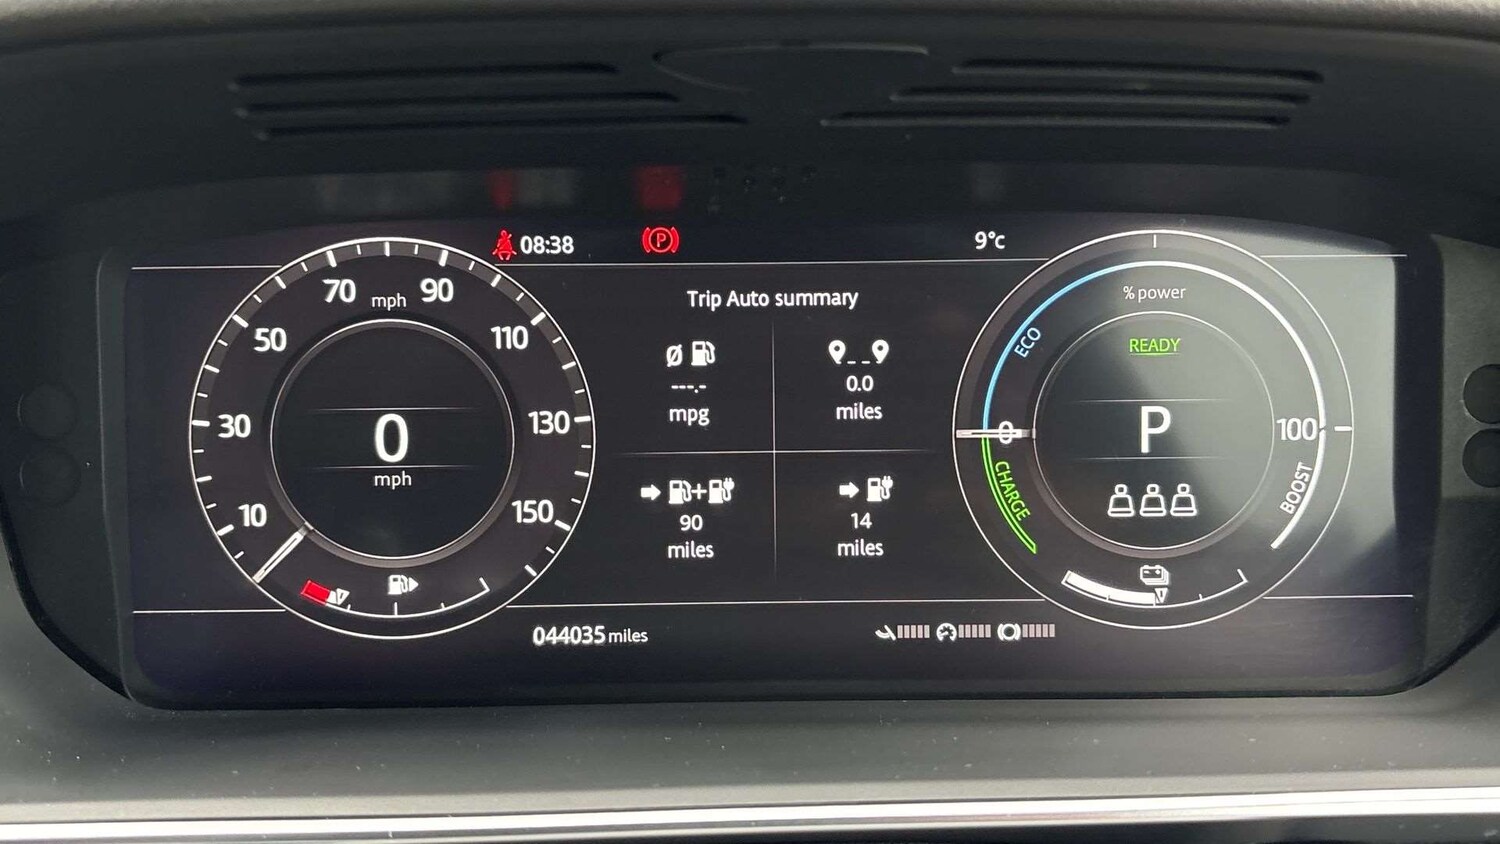 08:38
P
9°c
70
mph
90
50
110
30
130
10
150
0
mph
Trip Auto summary
Ø
---.-
mpg
0.0
miles
90
miles
14
miles
% power
ECO
READY
0
P
100
CHARGE
BOOST
044035 miles